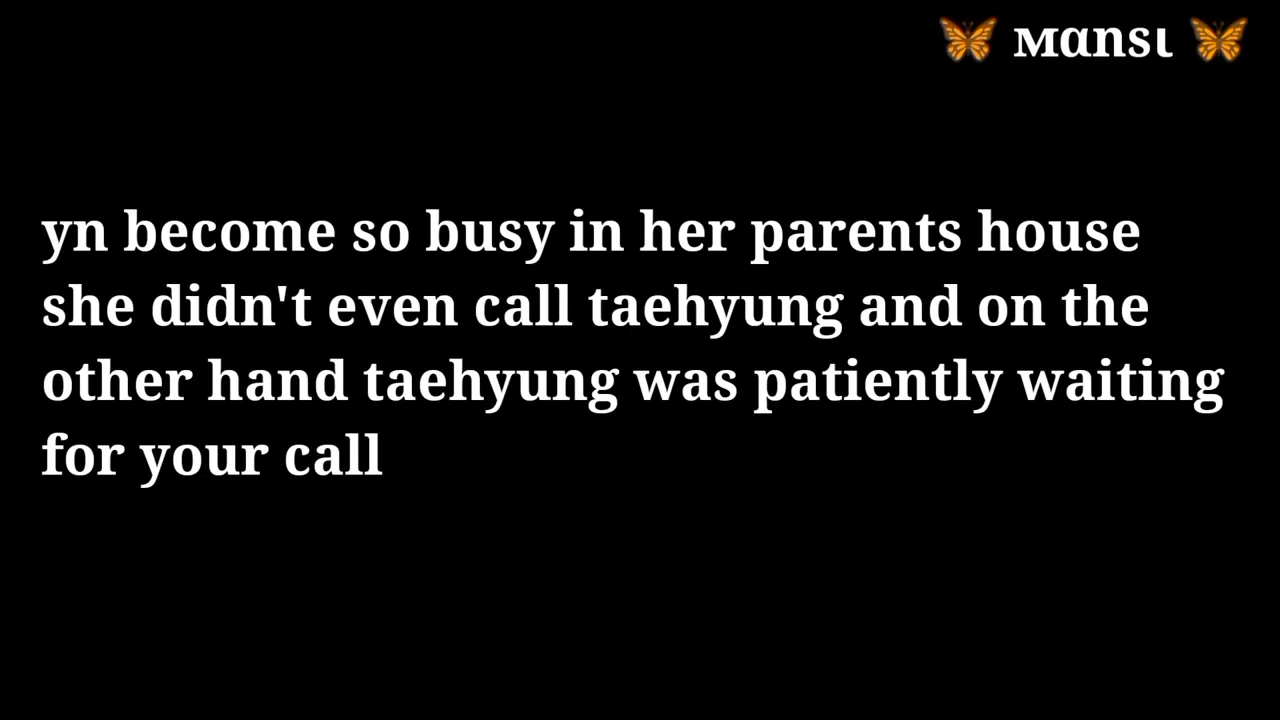 🦋 мαnsι 🦋
yn become so busy in her parents house
she didn't even call taehyung and on the
other hand taehyung was patiently waiting
for your call